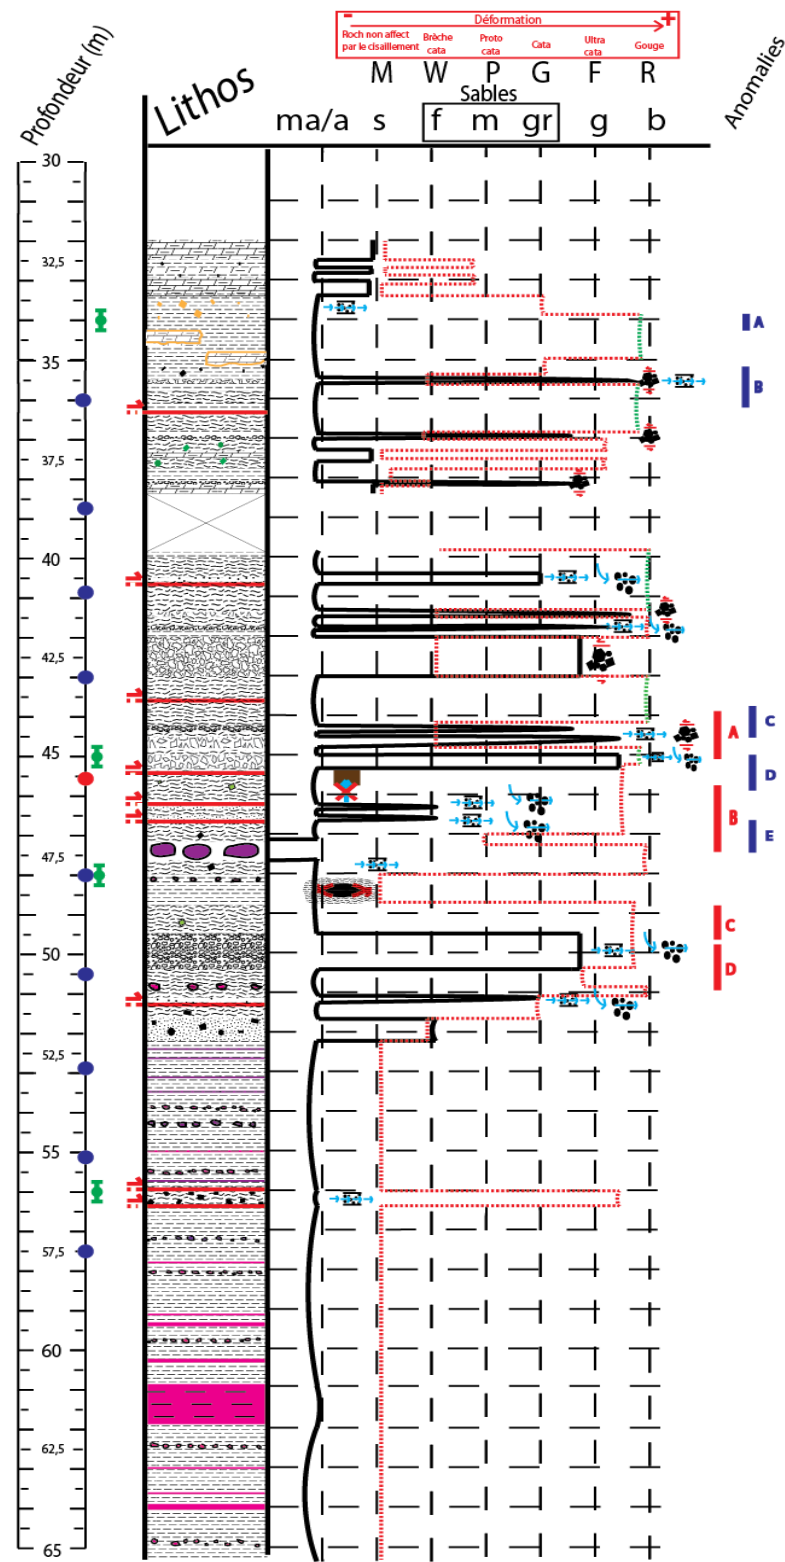 - Déformation +
Roch non affect
par le cisaillement
Brèche
cata
Proto
cata
Cata
Ultra
cata
Gouge
M W P G F R
Sables
ma/a s f m gr g b
Profondeur (m)
Lithos
Anomalies
30
32,5
35
37,5
40
42,5
45
47,5
50
52,5
55
57,5
60
62,5
65
A
B
C
D
E
A
B
C
D